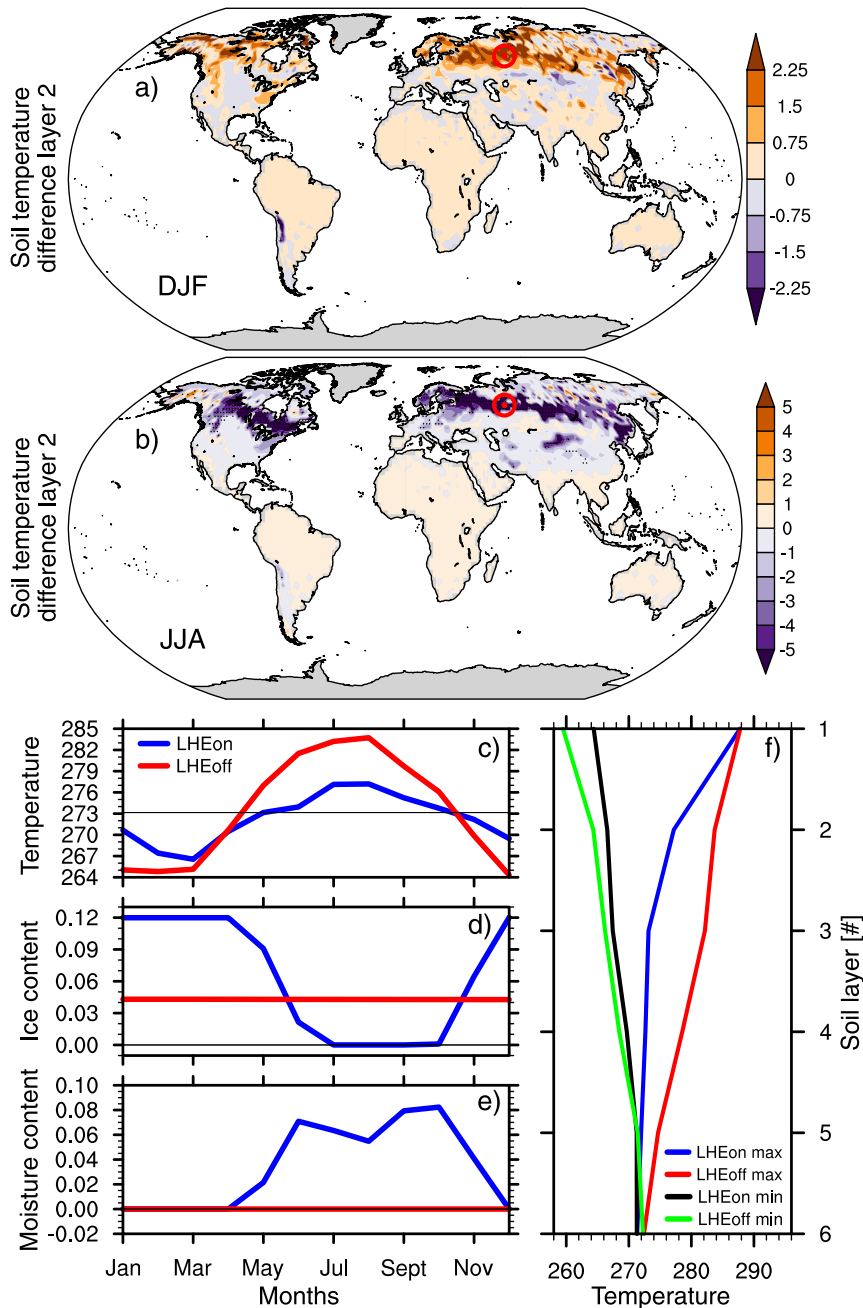 Soil temperature
difference layer 2
a)
DJF
2.25
1.5
0.75
0
-0.75
-1.5
-2.25
Soil temperature
difference layer 2
b)
JJA
5
4
3
2
1
0
-1
-2
-3
-4
-5
Temperature
285
282
279
276
273
270
267
264
LHEon
LHEoff
c)
Ice content
0.12
0.09
0.06
0.03
0.00
d)
Moisture content
0.10
0.08
0.06
0.04
0.02
0.00
-0.02
e)
Jan Mar May Jul Sept Nov
Months
f)
1
2
3
4
5
6
Soil layer [#]
LHEon max
LHEoff max
LHEon min
LHEoff min
260 270 280 290
Temperature